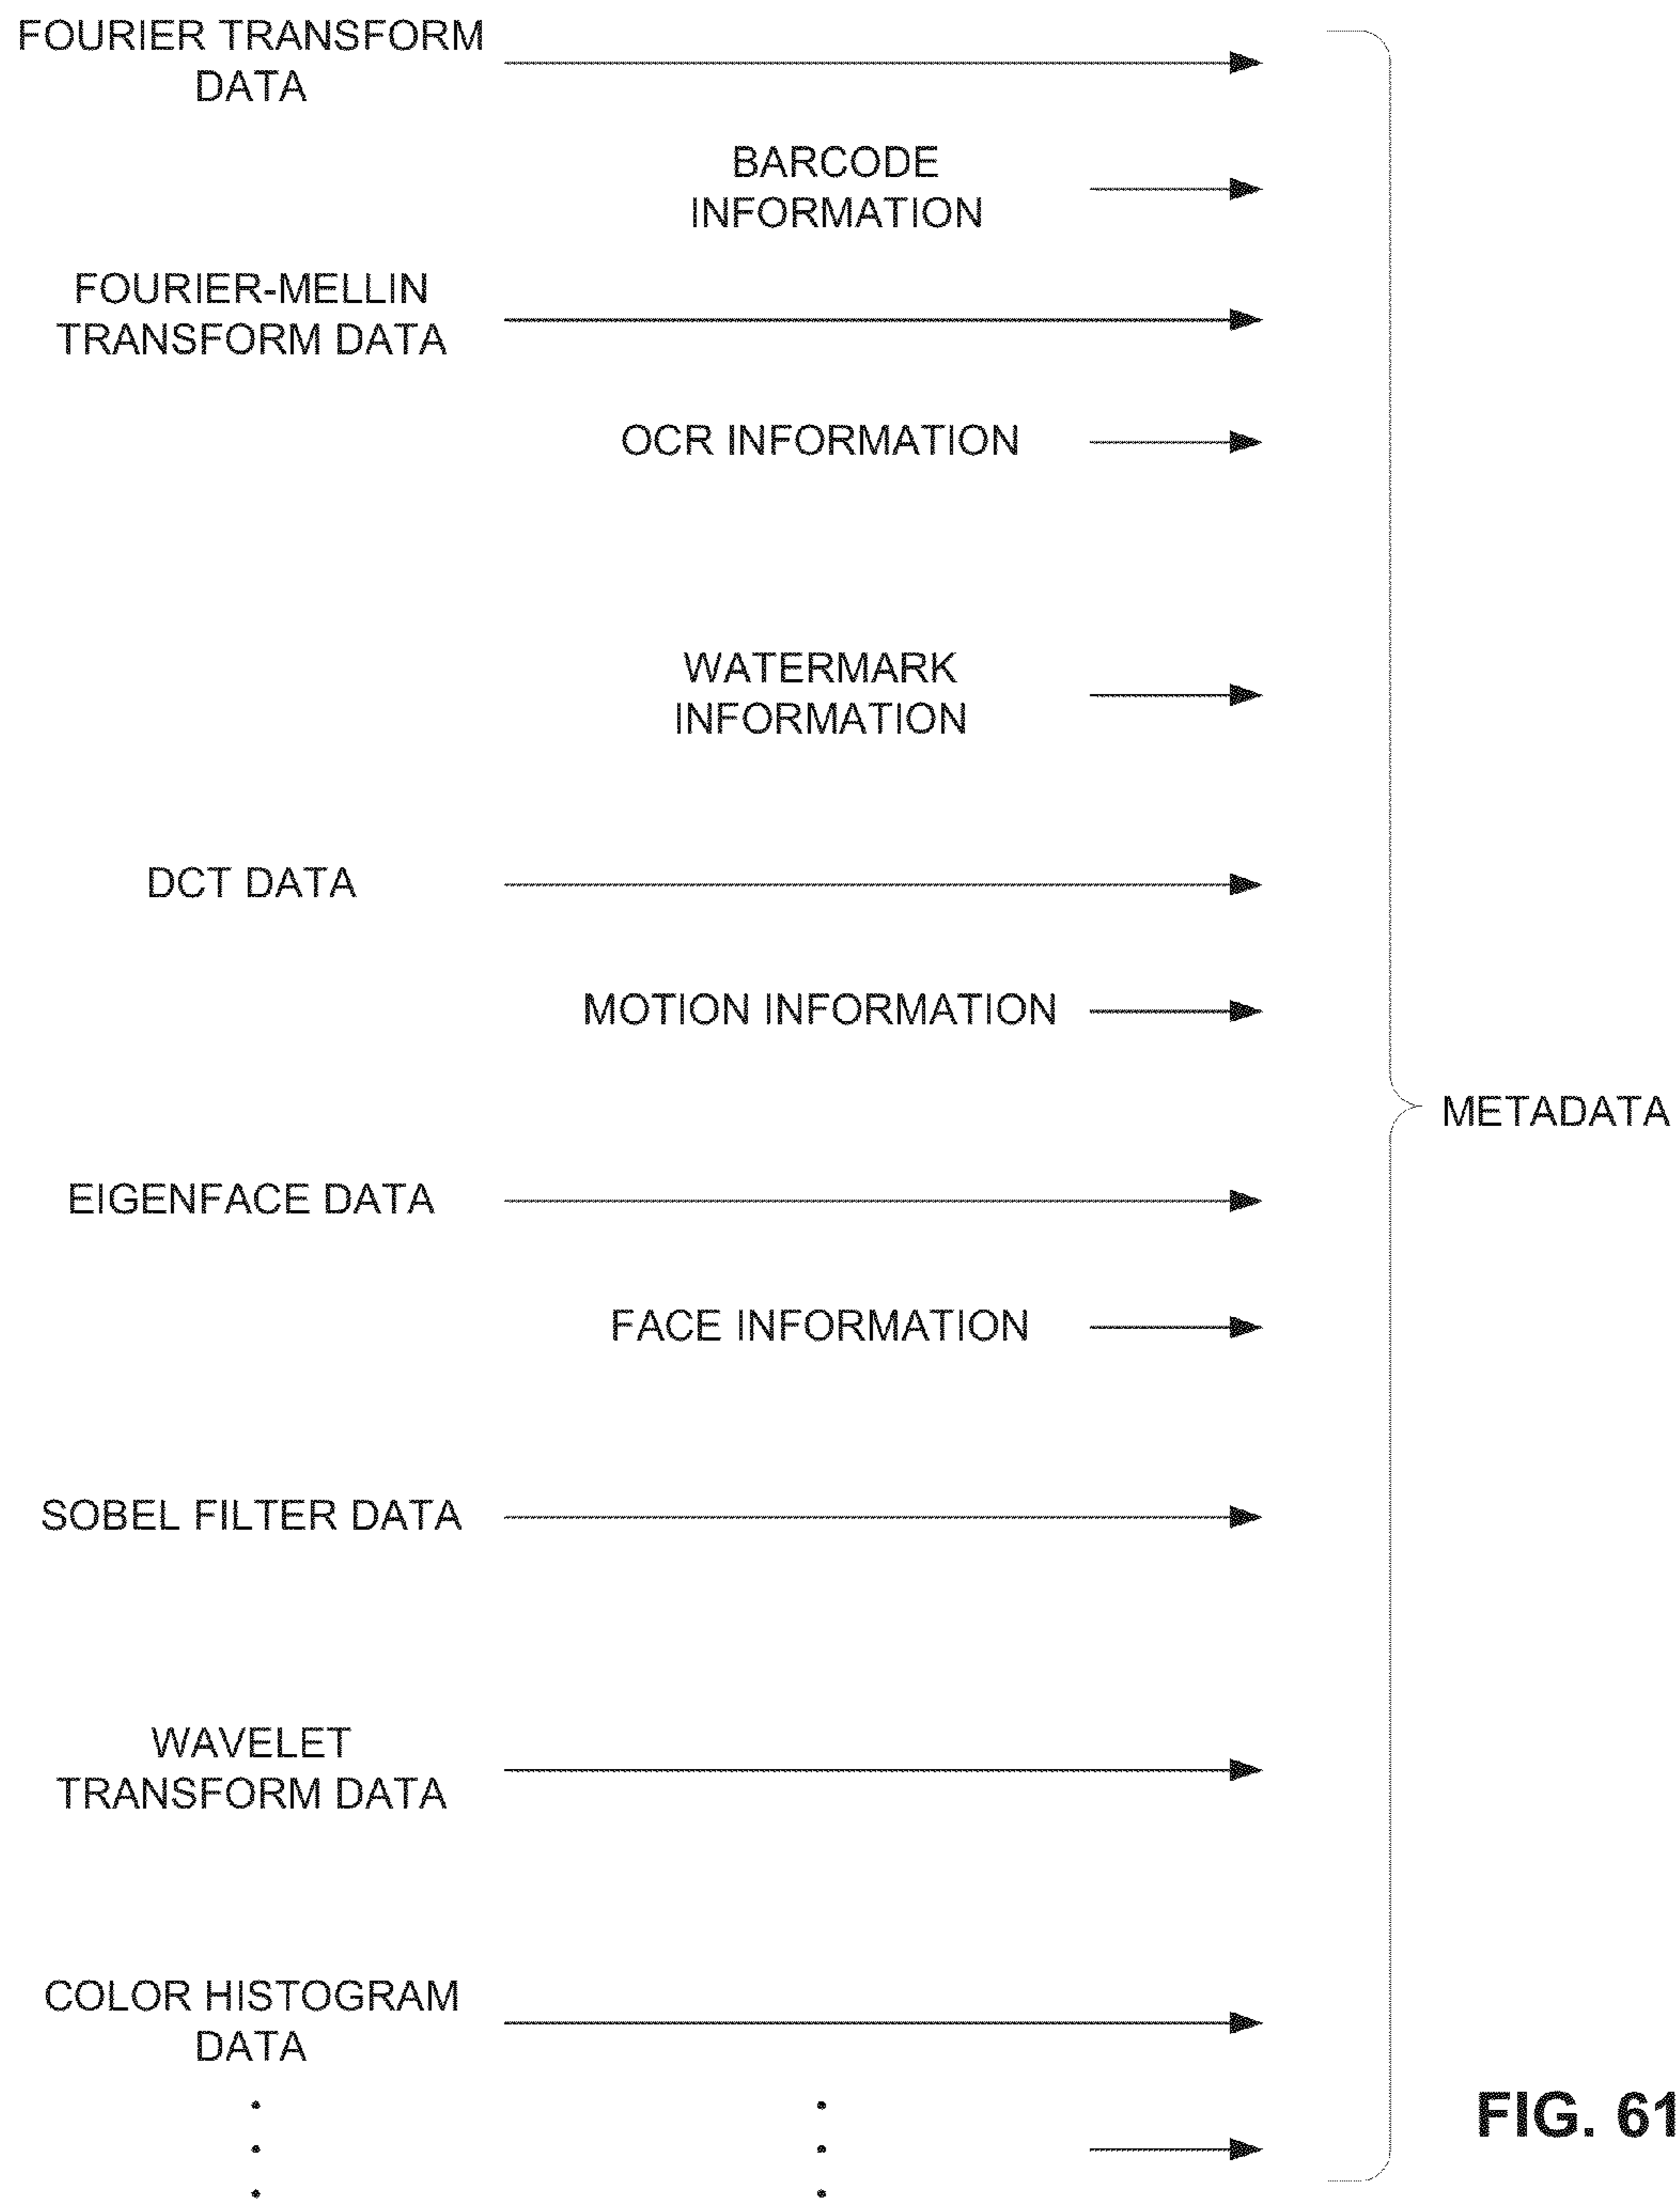 FOURIER TRANSFORM
DATA
BARCODE
INFORMATION
FOURIER-MELLIN
TRANSFORM DATA
OCR INFORMATION
WATERMARK
INFORMATION
DCT DATA
MOTION INFORMATION
METADATA
EIGENFACE DATA
FACE INFORMATION
SOBEL FILTER DATA
WAVELET
TRANSFORM DATA
COLOR HISTOGRAM
DATA
FIG. 61